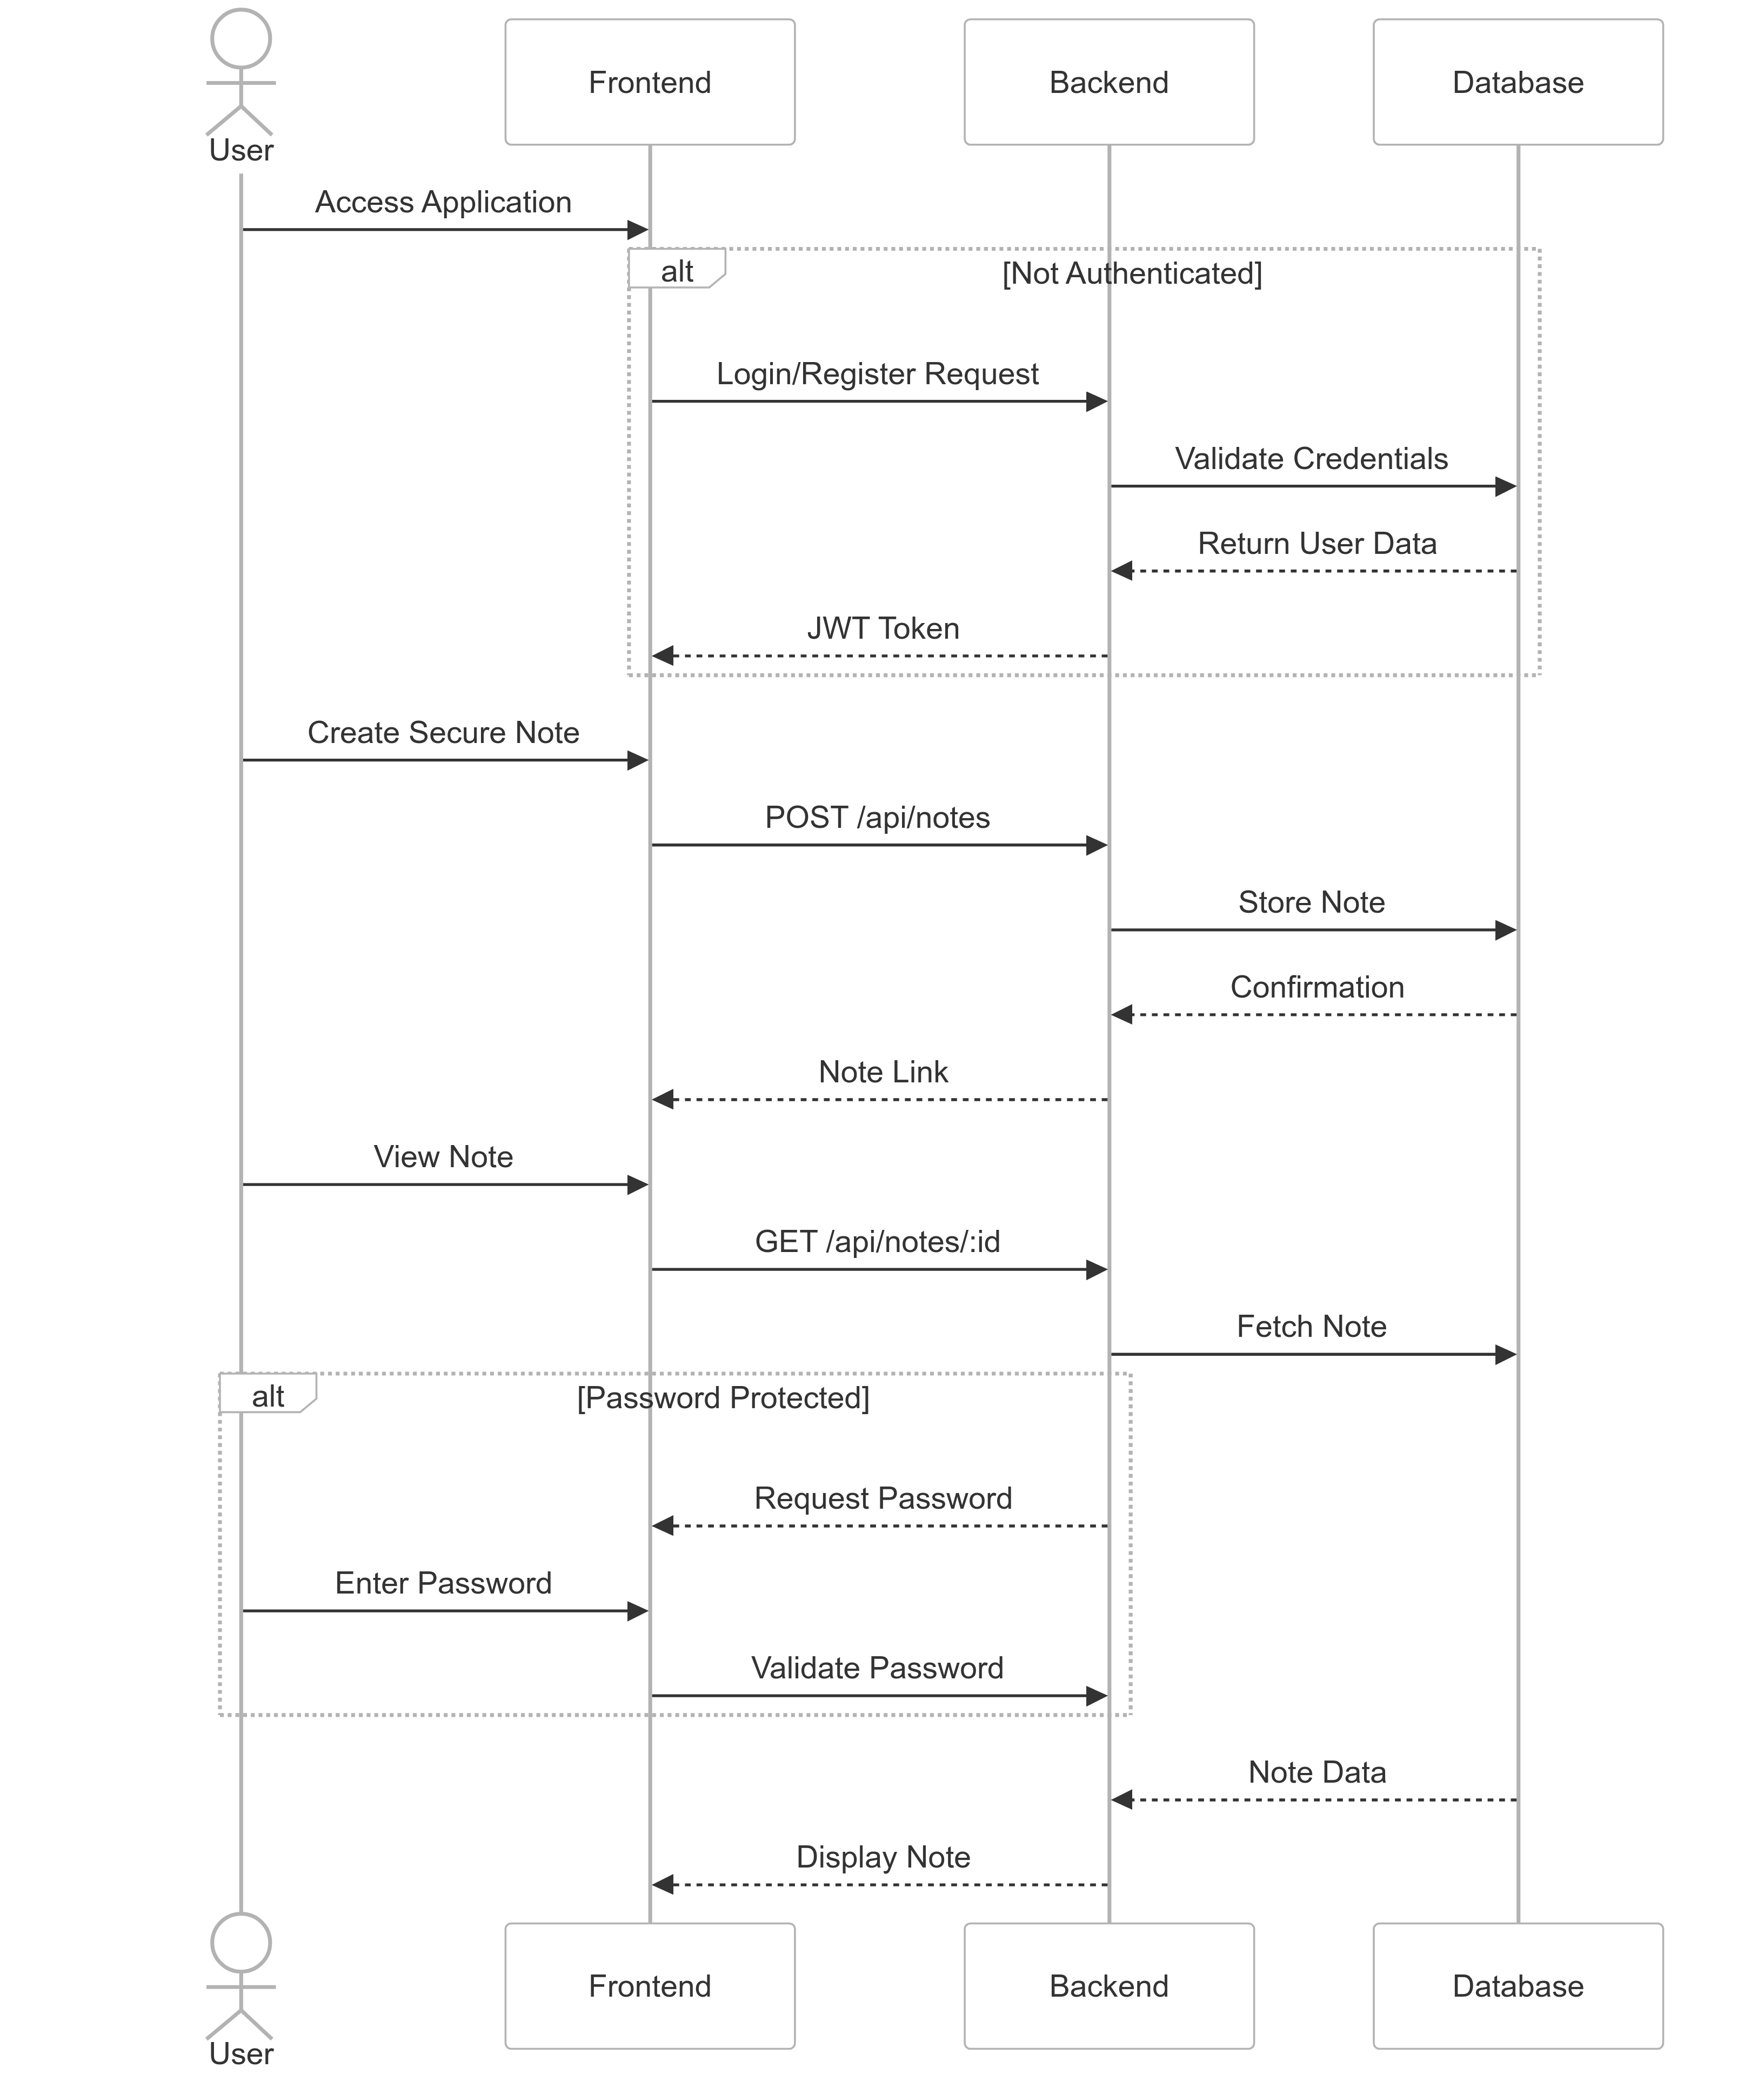 User
Frontend
Backend
Database
Access Application
alt
[Not Authenticated]
Login/Register Request
Validate Credentials
Return User Data
JWT Token
Create Secure Note
POST /api/notes
Store Note
Confirmation
Note Link
View Note
GET /api/notes/:id
Fetch Note
alt
[Password Protected]
Request Password
Enter Password
Validate Password
Note Data
Display Note
User
Frontend
Backend
Database